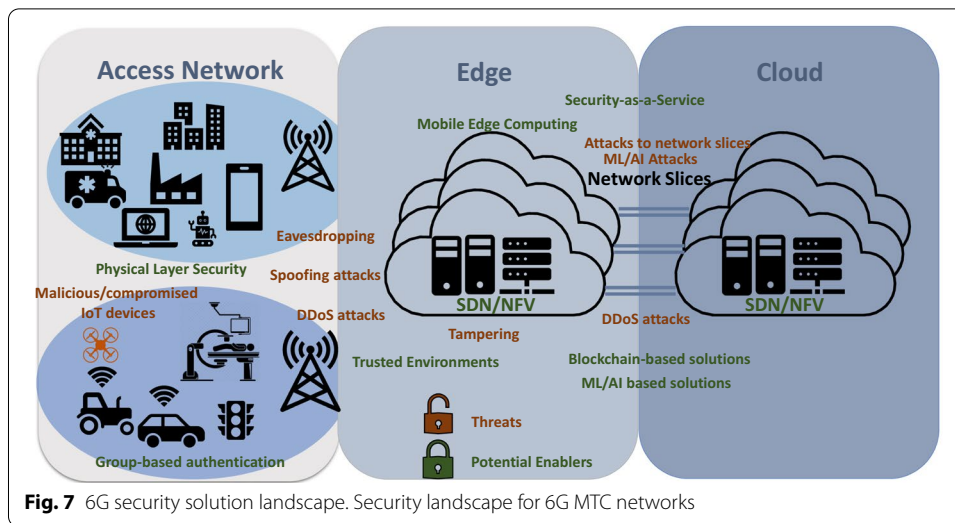 Access Network
Edge
Cloud
Security-as-a-Service
Mobile Edge Computing
Attacks to network slices
ML/AI Attacks
Network Slices
Eavesdropping
Physical Layer Security
Spoofing attacks
Malicious/compromised
IoT devices
DDoS attacks
SDN/NFV
SDN/NFV
DDoS attacks
Tampering
Trusted Environments
Blockchain-based solutions
ML/AI based solutions
Threats
Group-based authentication
Potential Enablers
Fig. 7 6G security solution landscape. Security landscape for 6G MTC networks